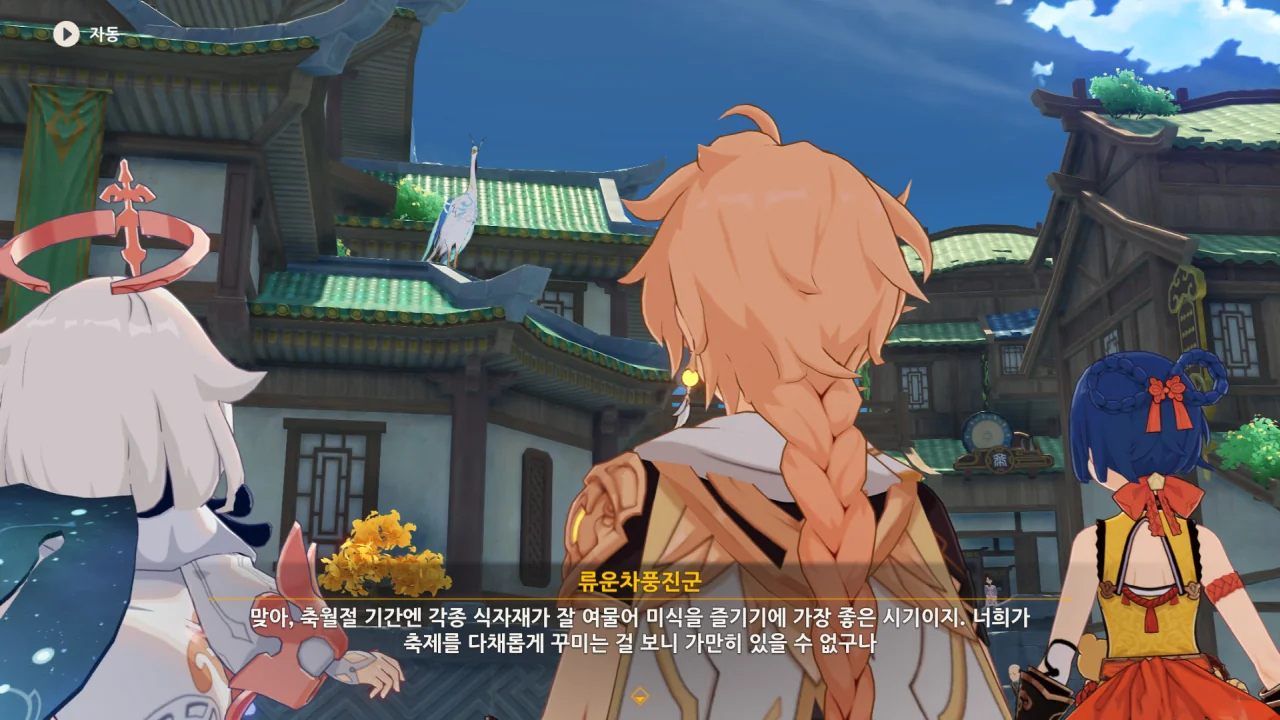 자동
류운차풍진군
맞아, 축월절 기간엔 각종 식자재가 잘 여물어 미식을 즐기기에 가장 좋은 시기이지. 너희가
축제를 다채롭게 꾸미는 걸 보니 가만히 있을 수 없구나